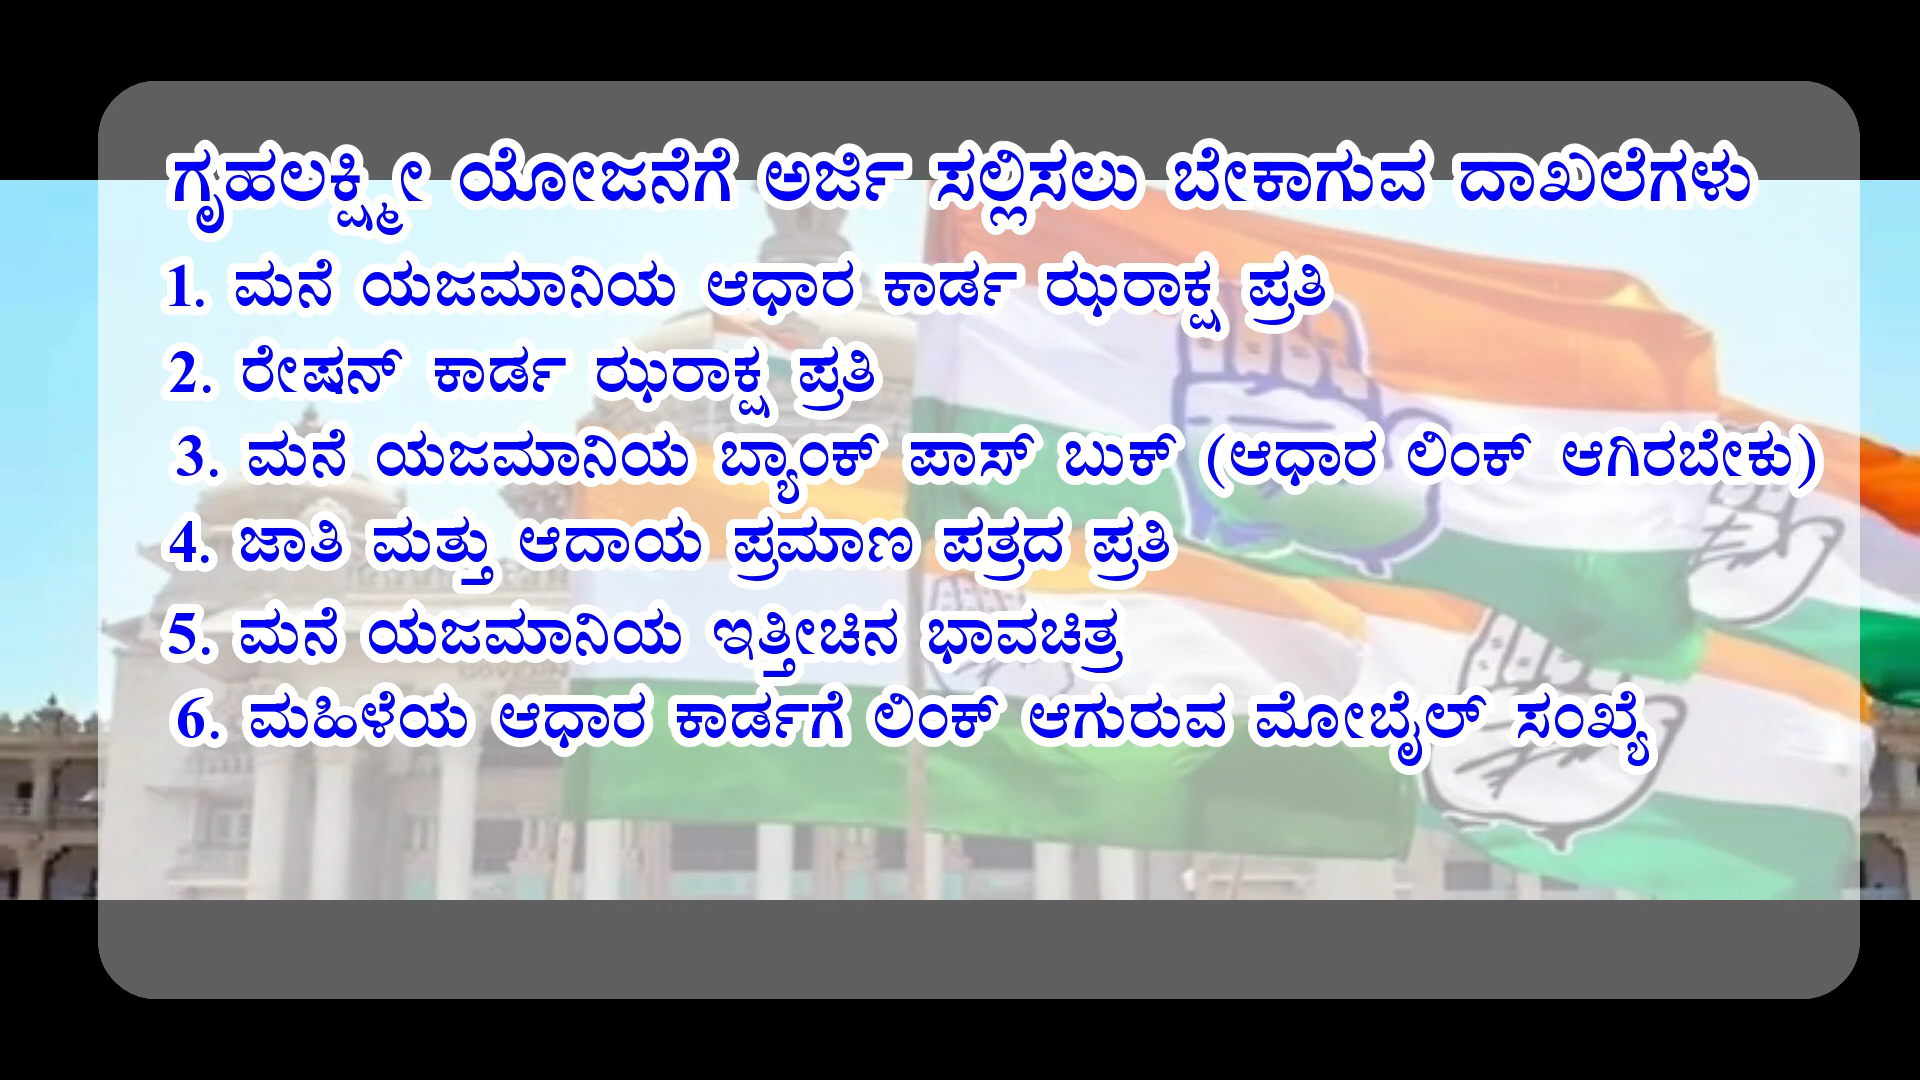 ಗೃಹಲಕ್ಷ್ಮೀ ಯೋಜನೆಗೆ ಅರ್ಜಿ ಸಲ್ಲಿಸಲು ಬೇಕಾಗುವ ದಾಖಲೆಗಳು
1. ಮನೆ ಯಜಮಾನಿಯ ಆಧಾರ ಕಾರ್ಡ ಝರಾಕ್ಷ ಪ್ರತಿ
2. ರೇಷನ್ ಕಾರ್ಡ ಝರಾಕ್ಷ ಪ್ರತಿ
3. ಮನೆ ಯಜಮಾನಿಯ ಬ್ಯಾಂಕ್ ಪಾಸ್ ಬುಕ್ (ಆಧಾರ ಲಿಂಕ್ ಆಗಿರಬೇಕು)
4. ಜಾತಿ ಮತ್ತು ಆದಾಯ ಪ್ರಮಾಣ ಪತ್ರದ ಪ್ರತಿ
5. ಮನೆ ಯಜಮಾನಿಯ ಇತ್ತೀಚಿನ ಭಾವಚಿತ್ರ
6. ಮಹಿಳೆಯ ಆಧಾರ ಕಾರ್ಡಗೆ ಲಿಂಕ್ ಆಗುರುವ ಮೋಬೈಲ್ ಸಂಖ್ಯೆ